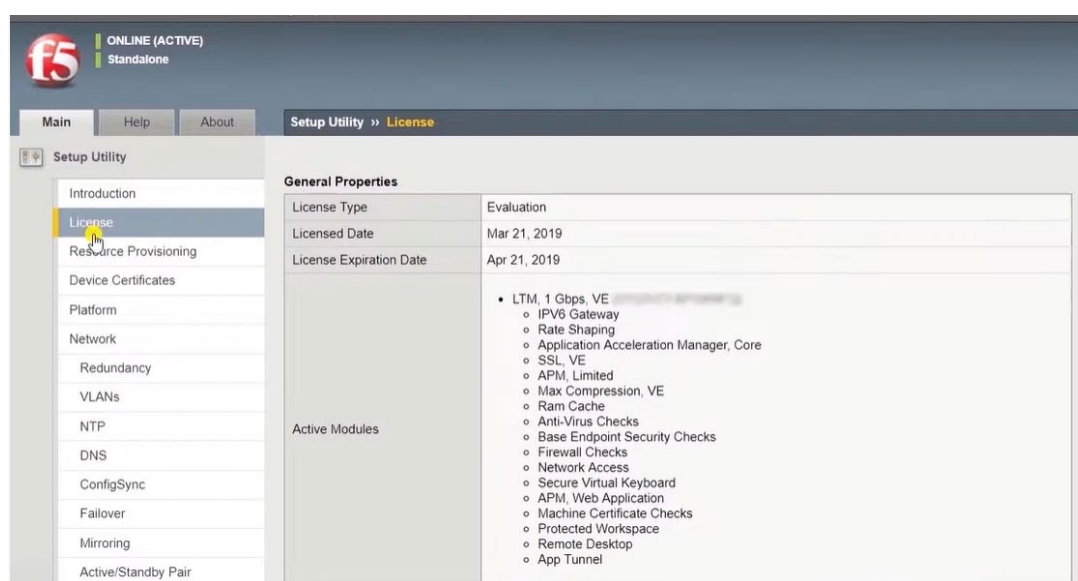 f5
ONLINE (ACTIVE)
Standalone
Main
Help
About
Setup Utility ›› License
Setup Utility
Introduction
License
Resource Provisioning
Device Certificates
Platform
Network
Redundancy
VLANs
NTP
DNS
ConfigSync
Failover
Mirroring
Active/Standby Pair
General Properties
License Type Evaluation
Licensed Date Mar 21, 2019
License Expiration Date Apr 21, 2019
Active Modules
LTM, 1 Gbps, VE
IPV6 Gateway
Rate Shaping
Application Acceleration Manager, Core
SSL, VE
APM, Limited
Max Compression, VE
Ram Cache
Anti-Virus Checks
Base Endpoint Security Checks
Firewall Checks
Network Access
Secure Virtual Keyboard
APM, Web Application
Machine Certificate Checks
Protected Workspace
Remote Desktop
App Tunnel